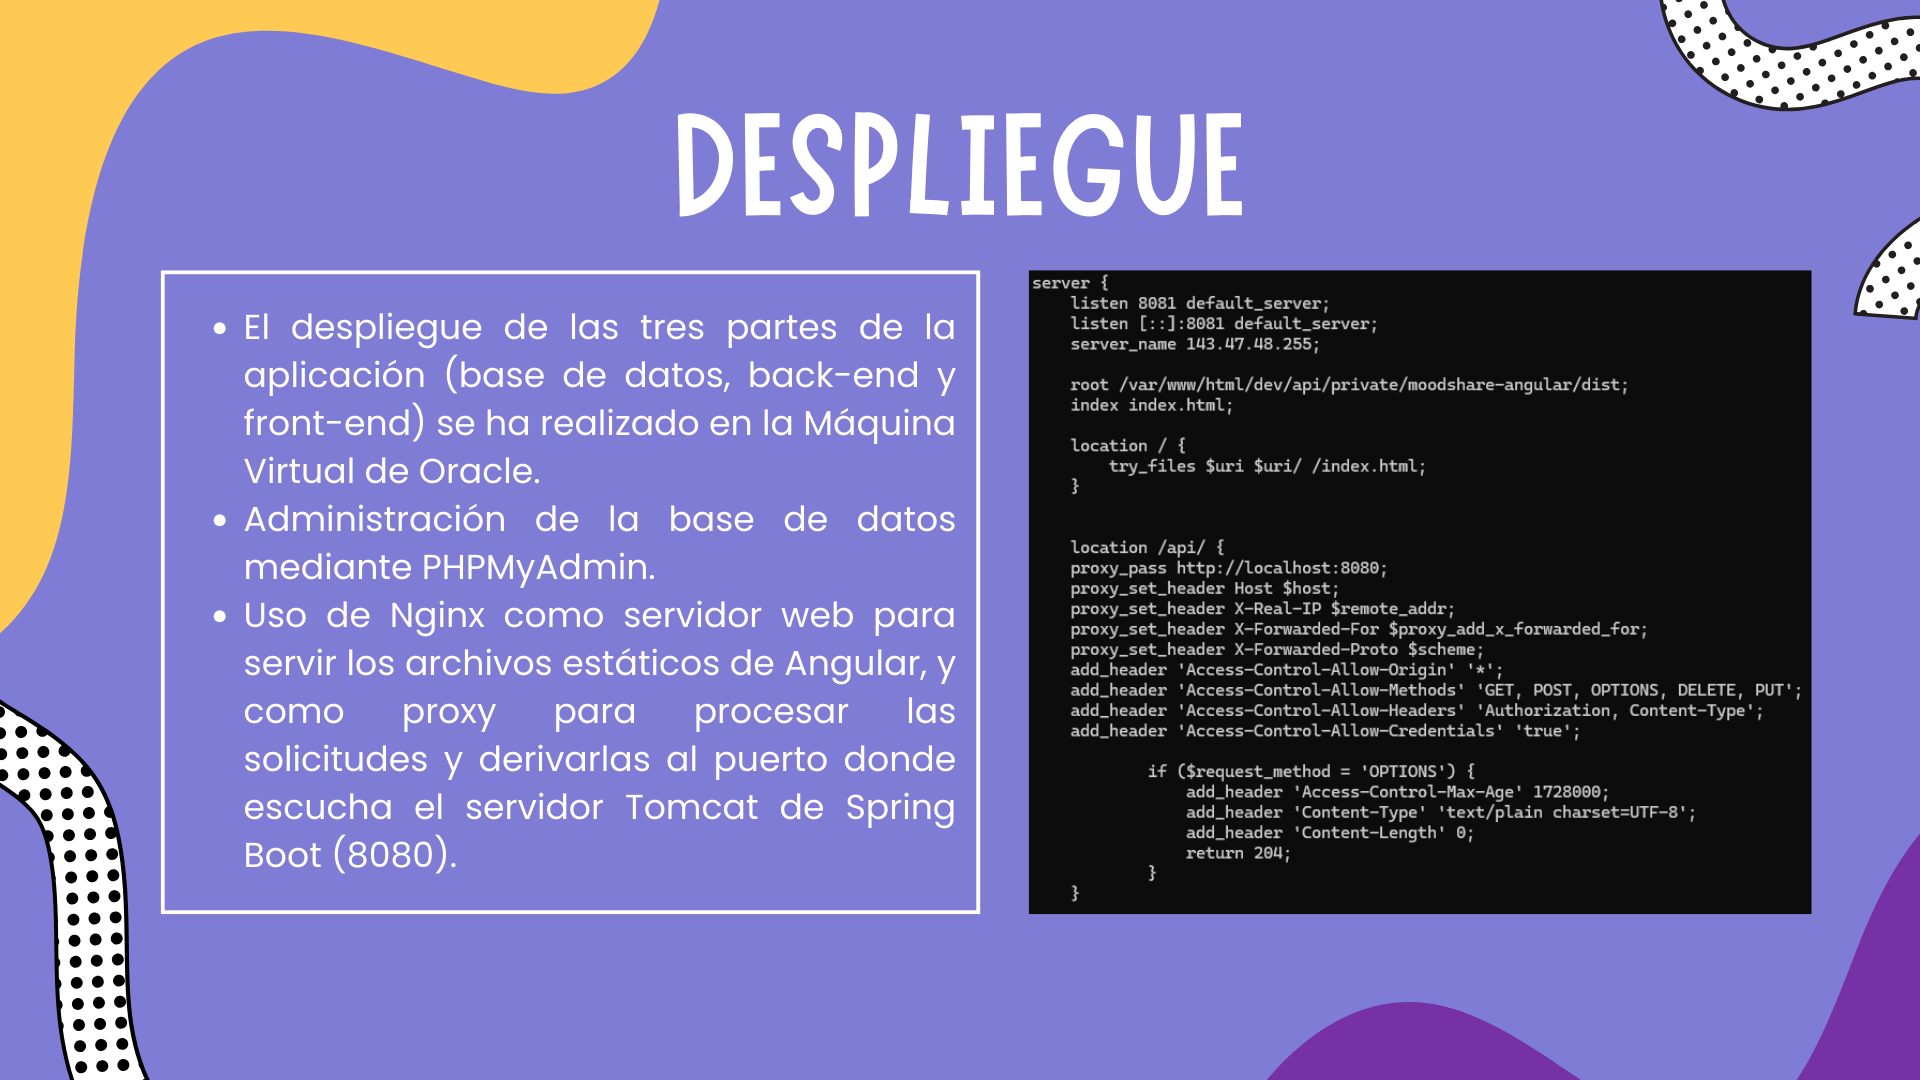 DESPLIEGUE
• El despliegue de las tres partes de la
aplicación (base de datos, back-end y
front-end) se ha realizado en la Máquina
Virtual de Oracle.
• Administración de la base de datos
mediante PHPMyAdmin.
• Uso de Nginx como servidor web para
servir los archivos estáticos de Angular, y
como proxy para procesar las
solicitudes y derivarlas al puerto donde
escucha el servidor Tomcat de Spring
Boot (8080).
server {
    listen 8081 default_server;
    listen [::]:8081 default_server;
    server_name 143.47.48.255;
    root /var/www/html/dev/api/private/moodshare-angular/dist;
    index index.html;
    location / {
        try_files $uri $uri/ /index.html;
    }
    location /api/ {
    proxy_pass http://localhost:8080;
    proxy_set_header Host $host;
    proxy_set_header X-Real-IP $remote_addr;
    proxy_set_header X-Forwarded-For $proxy_add_x_forwarded_for;
    proxy_set_header X-Forwarded-Proto $scheme;
    add_header 'Access-Control-Allow-Origin' '*';
    add_header 'Access-Control-Allow-Methods' 'GET, POST, OPTIONS, DELETE, PUT';
    add_header 'Access-Control-Allow-Headers' 'Authorization, Content-Type';
    add_header 'Access-Control-Allow-Credentials' 'true';
            if ($request_method = 'OPTIONS') {
                add_header 'Access-Control-Max-Age' 1728000;
                add_header 'Content-Type' 'text/plain charset=UTF-8';
                add_header 'Content-Length' 0;
                return 204;
            }
    }